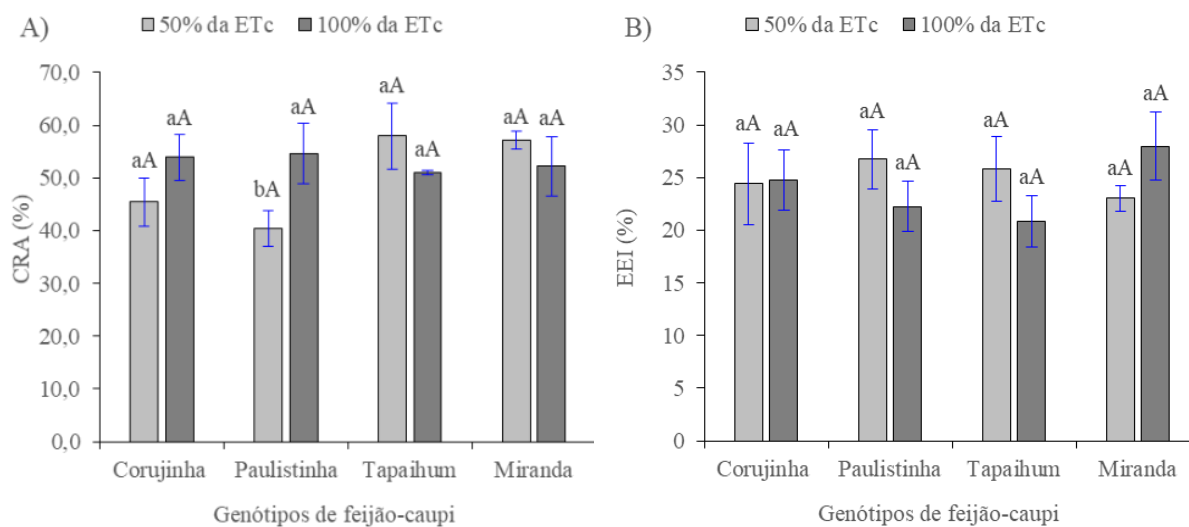 A)
50% da ETc 100% da ETc
CRA (%)
70,0
60,0
50,0
40,0
30,0
20,0
10,0
0,0
aA aA bA aA aA aA aA aA
Corujinha Paulistinha Tapaihum Miranda
Genótipos de feijão-caupi
B)
50% da ETc 100% da ETc
EEI (%)
35
30
25
20
15
10
5
0
aA aA aA aA aA aA aA aA
Corujinha Paulistinha Tapaihum Miranda
Genótipos de feijão-caupi